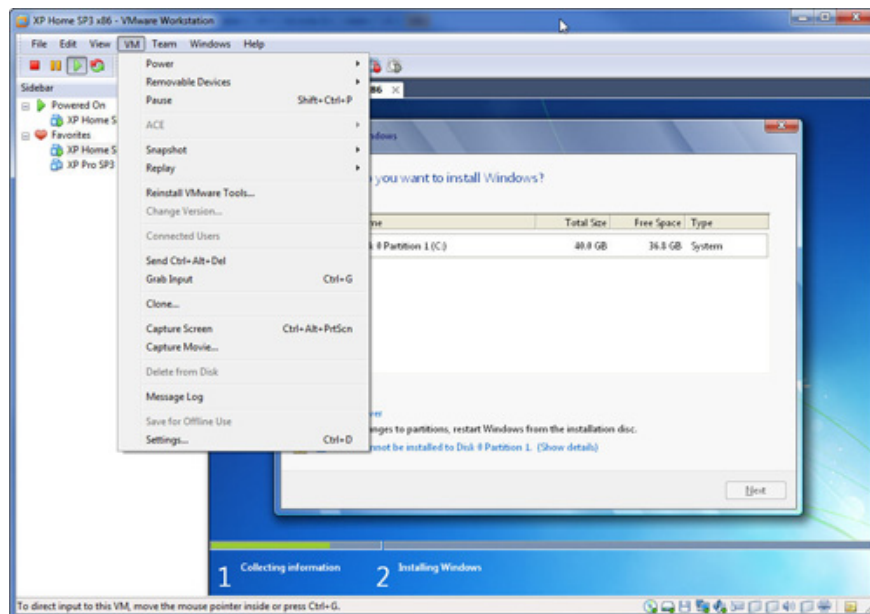 XP Home SP3 x86 - VMware Workstation
File Edit View VM Team Windows Help
Sidebar
Powered On
XP Home S
Favorites
XP Home S
XP Pro SP3
Power
Removable Devices
Pause Shift+Ctrl+P
ACE
Snapshot
Replay
Reinstall VMware Tools...
Change Version...
Connected Users
Send Ctrl+Alt+Del
Grab Input Ctrl+G
Clone...
Capture Screen Ctrl+Alt+PrtScn
Capture Movie...
Delete from Disk
Message Log
Save for Offline Use
Settings... Ctrl+D
86
ndows
you want to install Windows?
me Total Size Free Space Type
k 0 Partition 1 (C:) 40.0 GB 36.8 GB System
ver
anges to partitions, restart Windows from the installation disc.
nnot be installed to Disk 0 Partition 1. (Show details)
Next
1 Collecting information
2 Installing Windows
To direct input to this VM, move the mouse pointer inside or press Ctrl+G.